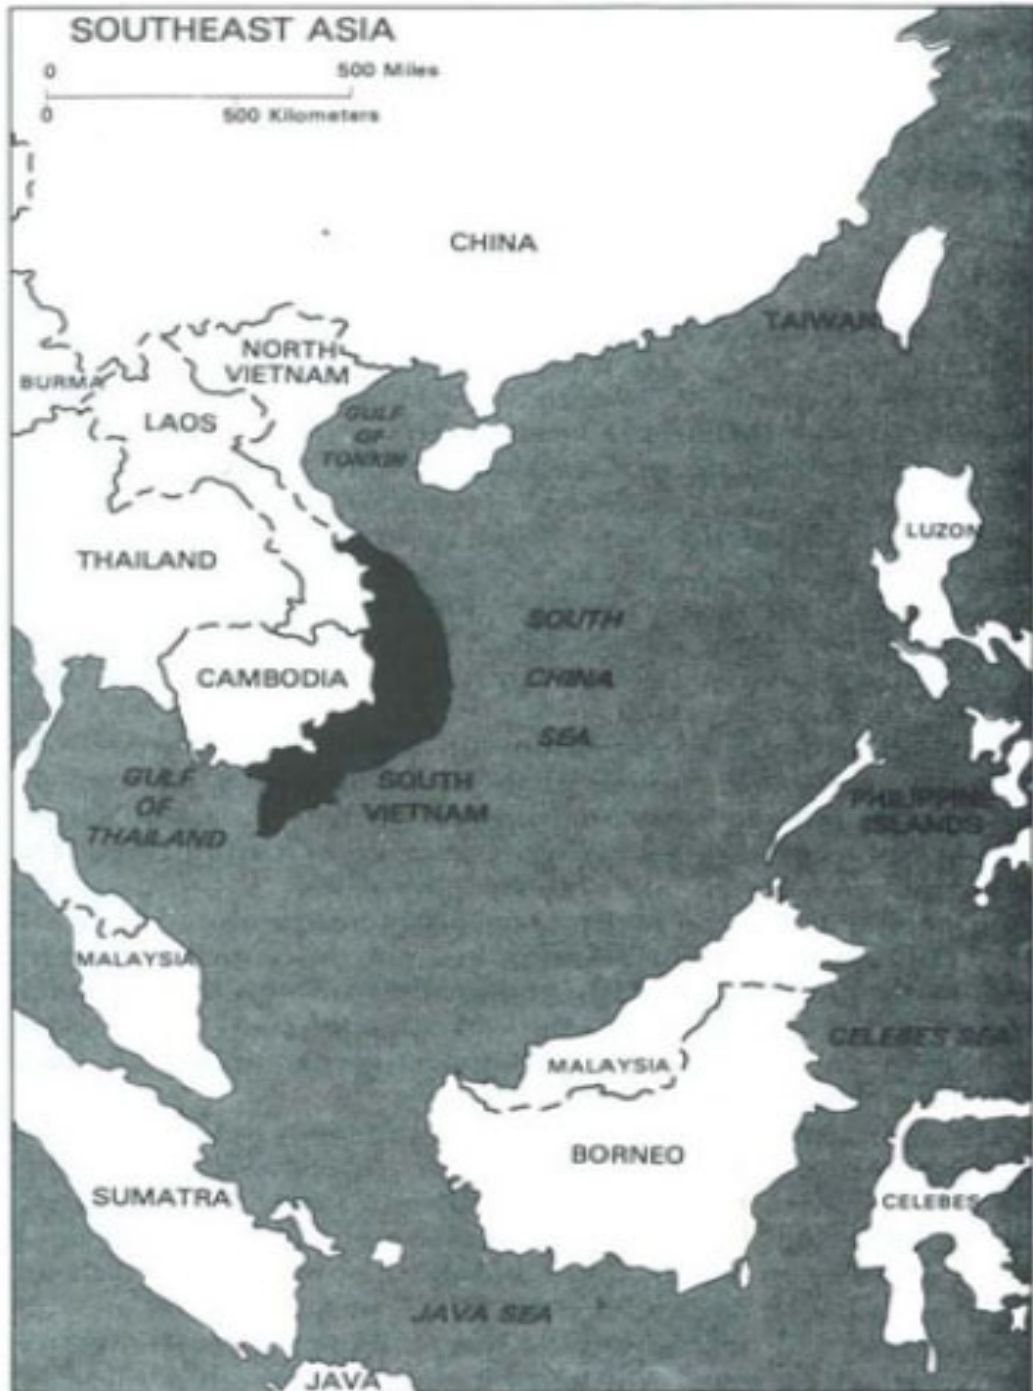 SOUTHEAST ASIA
0 500 Miles
0 500 Kilometers
CHINA
TAIWAN
NORTH
VIETNAM
BURMA
LAOS
GULF
OF
TONKIN
LUZON
THAILAND
SOUTH
CHINA
SEA
CAMBODIA
GULF
OF
THAILAND
SOUTH
VIETNAM
PHILIPPINE
ISLANDS
MALAYSIA
CELEBES SEA
MALAYSIA
BORNEO
SUMATRA
CELEBES
JAVA SEA
JAVA